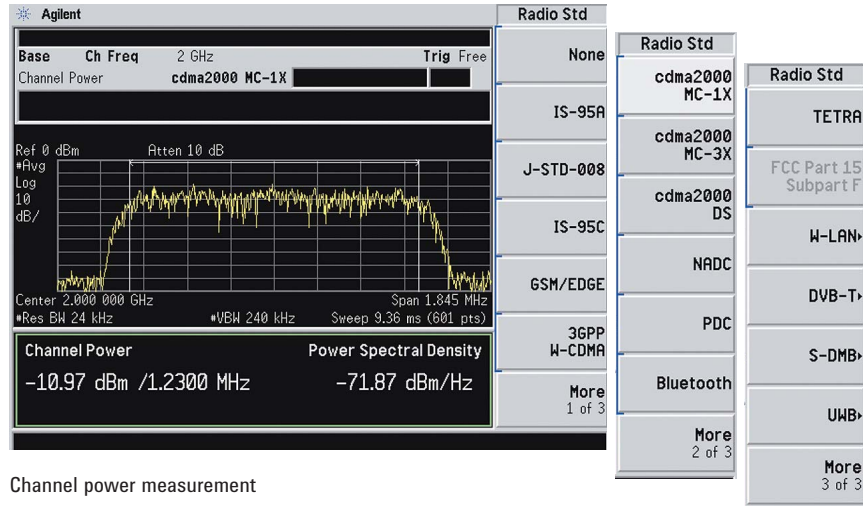 Agilent
Base Ch Freq 2 GHz Trig Free
Channel Power cdma2000 MC-1X
Ref 0 dBm Atten 10 dB
#Avg
Log
10
dB/
Center 2.000 000 GHz Span 1.845 MHz
#Res BW 24 kHz #VBW 240 kHz Sweep 9.36 ms (601 pts)
Channel Power Power Spectral Density
-10.97 dBm /1.2300 MHz -71.87 dBm/Hz
Radio Std
None
IS-95A
J-STD-008
IS-95C
GSM/EDGE
3GPP
W-CDMA
More
1 of 3
Radio Std
cdma2000
MC-1X
cdma2000
MC-3X
cdma2000
DS
NADC
PDC
Bluetooth
More
2 of 3
Radio Std
TETRA
FCC Part 15
Subpart F
W-LAN
DVB-T
S-DMB
UWB
More
3 of 3
Channel power measurement